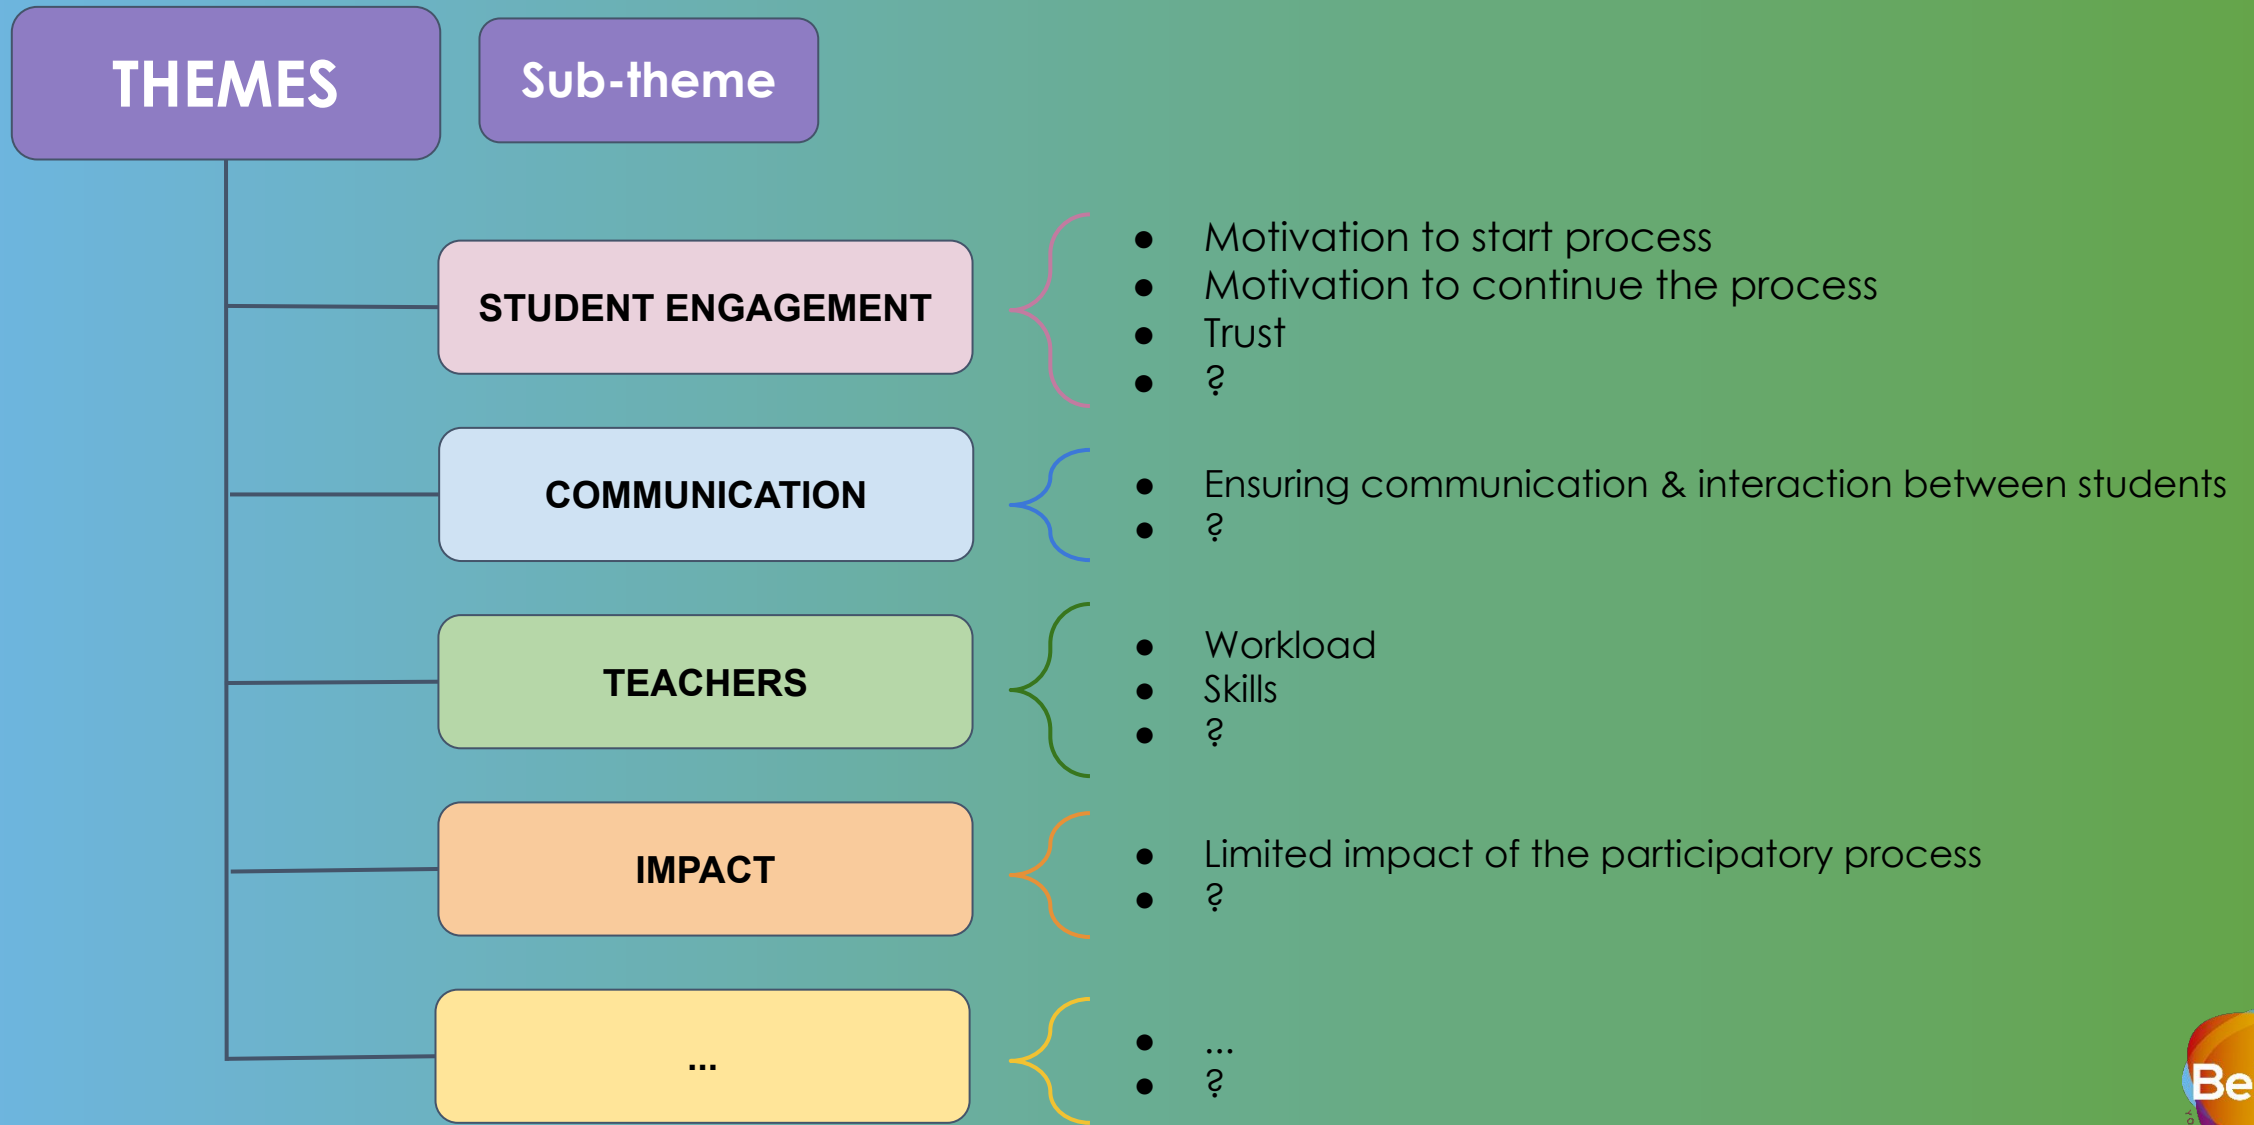 THEMES
Sub-theme
STUDENT ENGAGEMENT
● Motivation to start process
● Motivation to continue the process
● Trust
● ?
COMMUNICATION
● Ensuring communication & interaction between students
● ?
TEACHERS
● Workload
● Skills
● ?
IMPACT
● Limited impact of the participatory process
● ?
...
● ...
● ?
Be